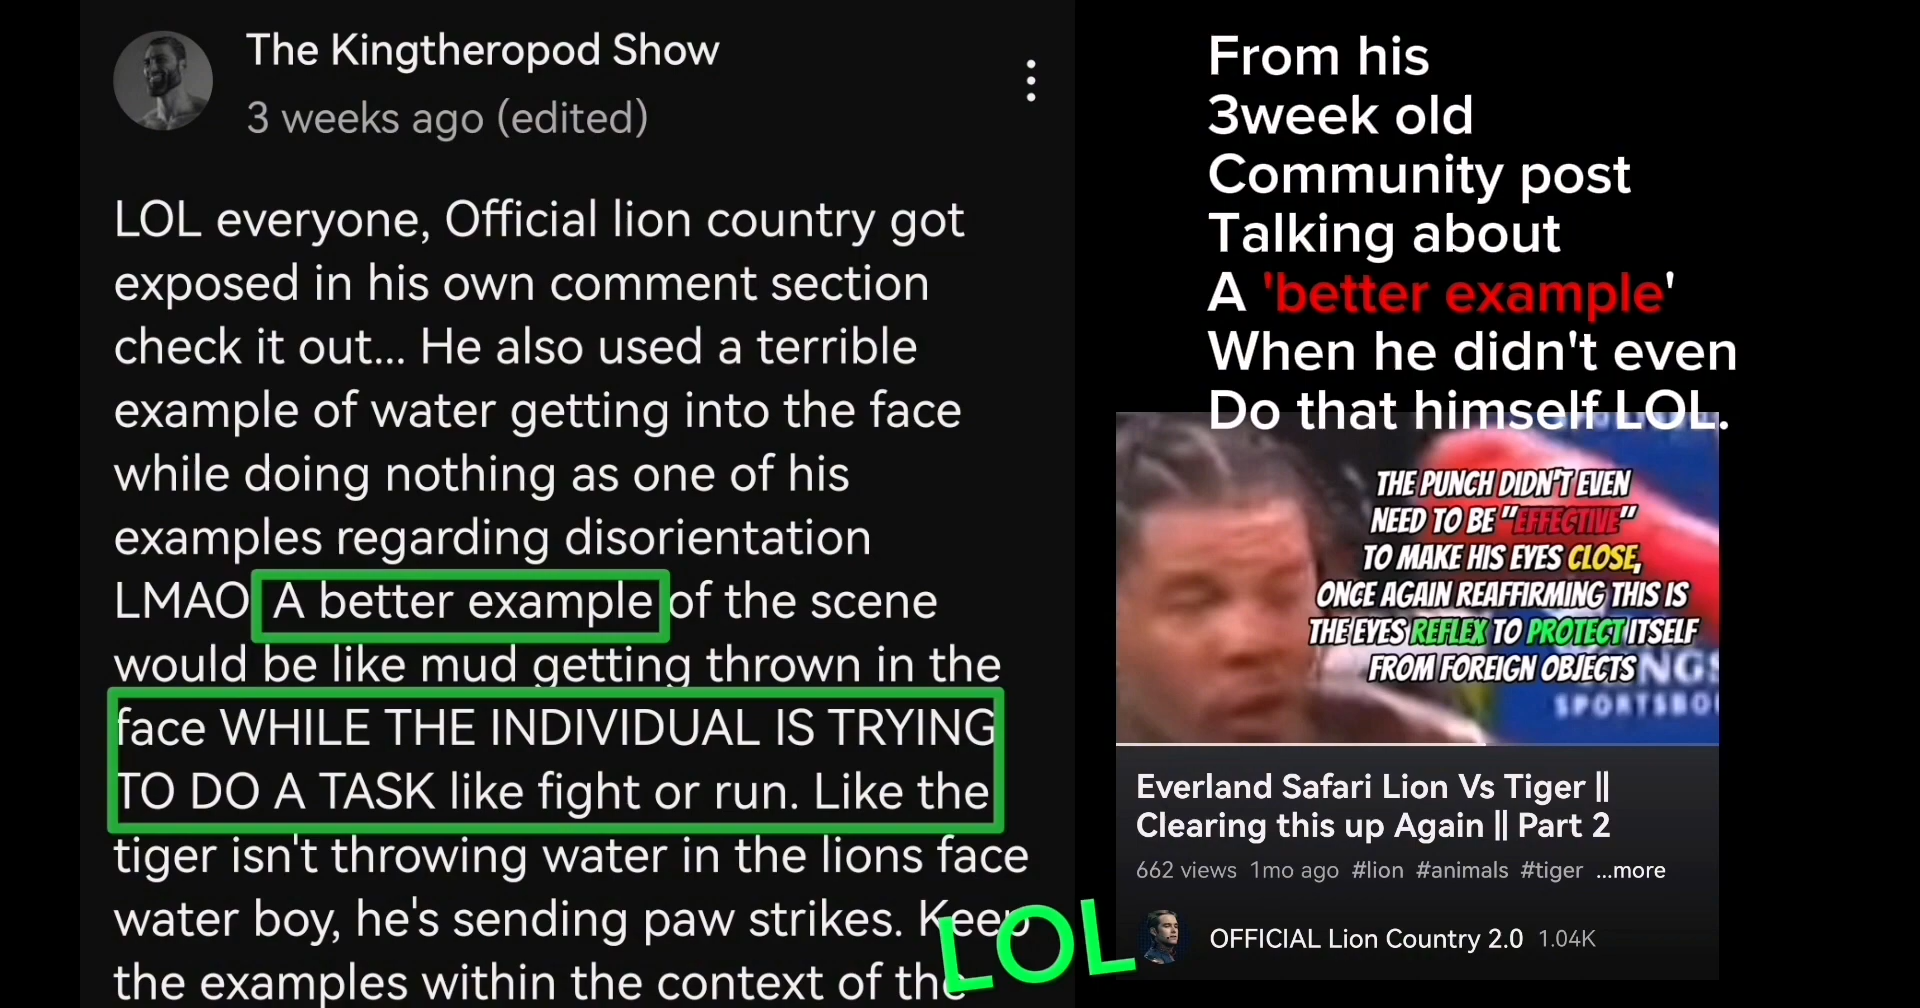 The Kingtheropod Show
3 weeks ago (edited)
LOL everyone, Official lion country got
exposed in his own comment section
check it out... He also used a terrible
example of water getting into the face
while doing nothing as one of his
examples regarding disorientation
LMAO A better example of the scene
would be like mud getting thrown in the
face WHILE THE INDIVIDUAL IS TRYING
TO DO A TASK like fight or run. Like the
tiger isn't throwing water in the lions face
water boy, he's sending paw strikes. Keep
the examples within the context of the
LOL
From his
3week old
Community post
Talking about
A 'better example'
When he didn't even
Do that himself LOL.
THE PUNCH DIDN'T EVEN
NEED TO BE "EFFECTIVE"
TO MAKE HIS EYES CLOSE,
ONCE AGAIN REAFFIRMING THIS IS
THE EYES REFLEX TO PROTECT ITSELF
FROM FOREIGN OBJECTS
Everland Safari Lion Vs Tiger ||
Clearing this up Again || Part 2
662 views 1mo ago #lion #animals #tiger ...more
OFFICIAL Lion Country 2.0 1.04K